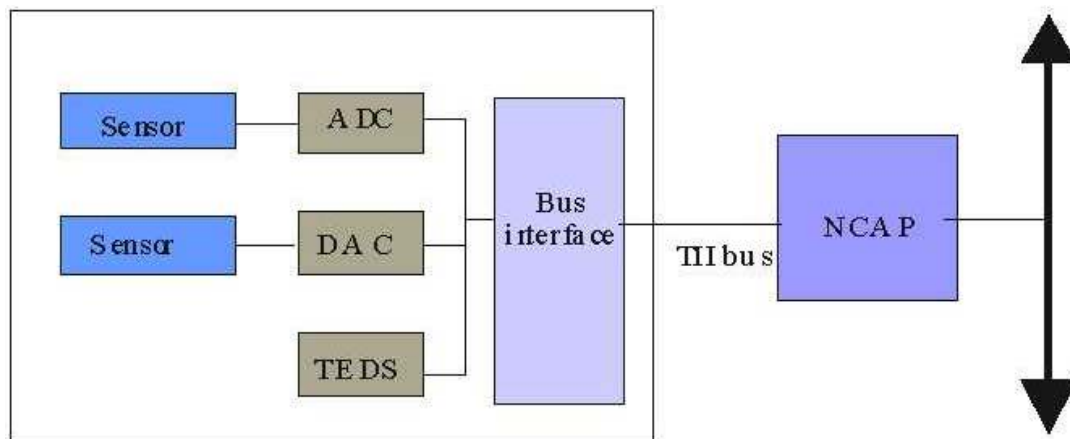 Sensor
ADC
Sensor
DAC
TEDS
Bus
interface
TII bus
NCAP